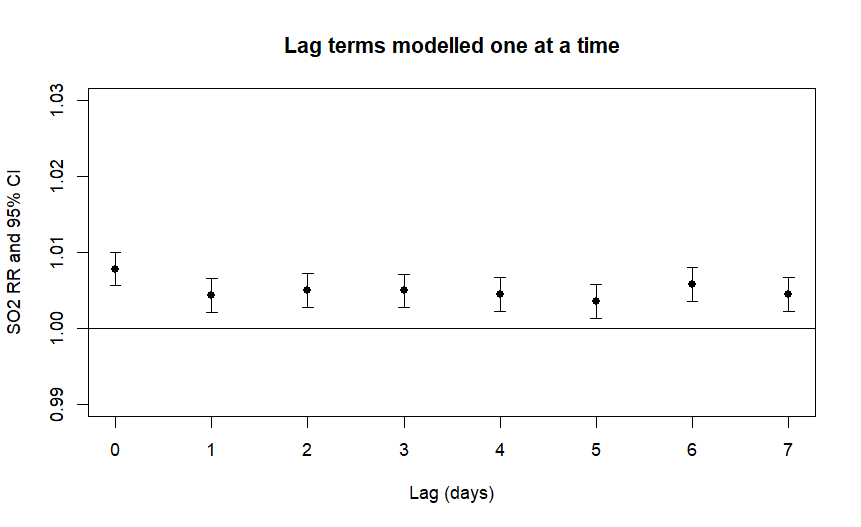 Lag terms modelled one at a time
SO2 RR and 95% CI
1.03
1.02
1.01
1.00
0.99
0 1 2 3 4 5 6 7
Lag (days)